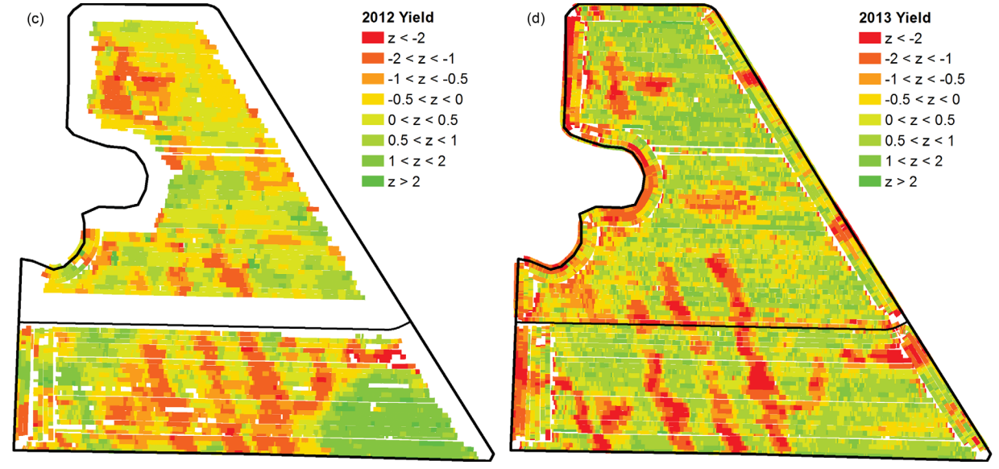 (c)
2012 Yield
z < -2
-2 < z < -1
-1 < z < -0.5
-0.5 < z < 0
0 < z < 0.5
0.5 < z < 1
1 < z < 2
z > 2
(d)
2013 Yield
z < -2
-2 < z < -1
-1 < z < -0.5
-0.5 < z < 0
0 < z < 0.5
0.5 < z < 1
1 < z < 2
z > 2